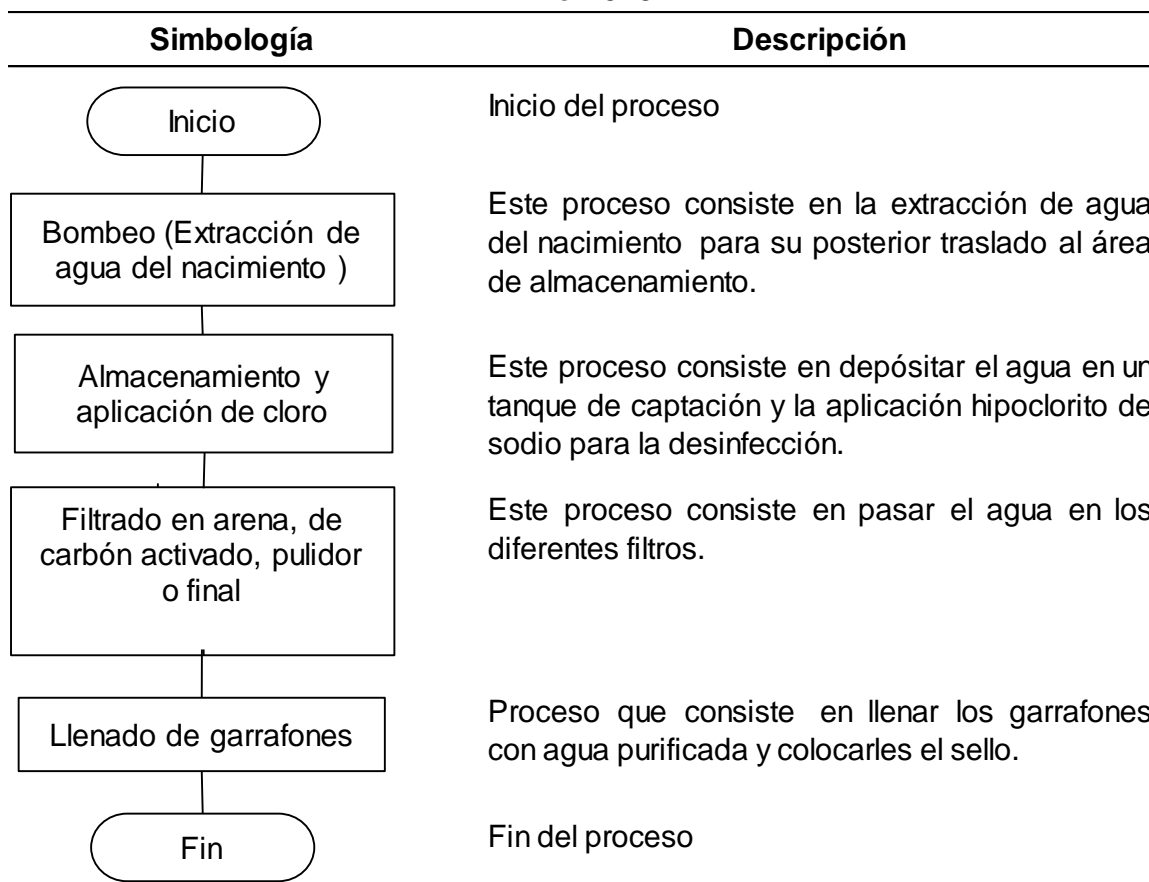 Simbología Descripción
Inicio
Inicio del proceso
Bombeo (Extracción de
agua del nacimiento )
Este proceso consiste en la extracción de agua
del nacimiento para su posterior traslado al área
de almacenamiento.
Almacenamiento y
aplicación de cloro
Este proceso consiste en depósitar el agua en un
tanque de captación y la aplicación hipoclorito de
sodio para la desinfección.
Filtrado en arena, de
carbón activado, pulidor
o final
Este proceso consiste en pasar el agua en los
diferentes filtros.
Llenado de garrafones
Proceso que consiste en llenar los garrafones
con agua purificada y colocarles el sello.
Fin
Fin del proceso